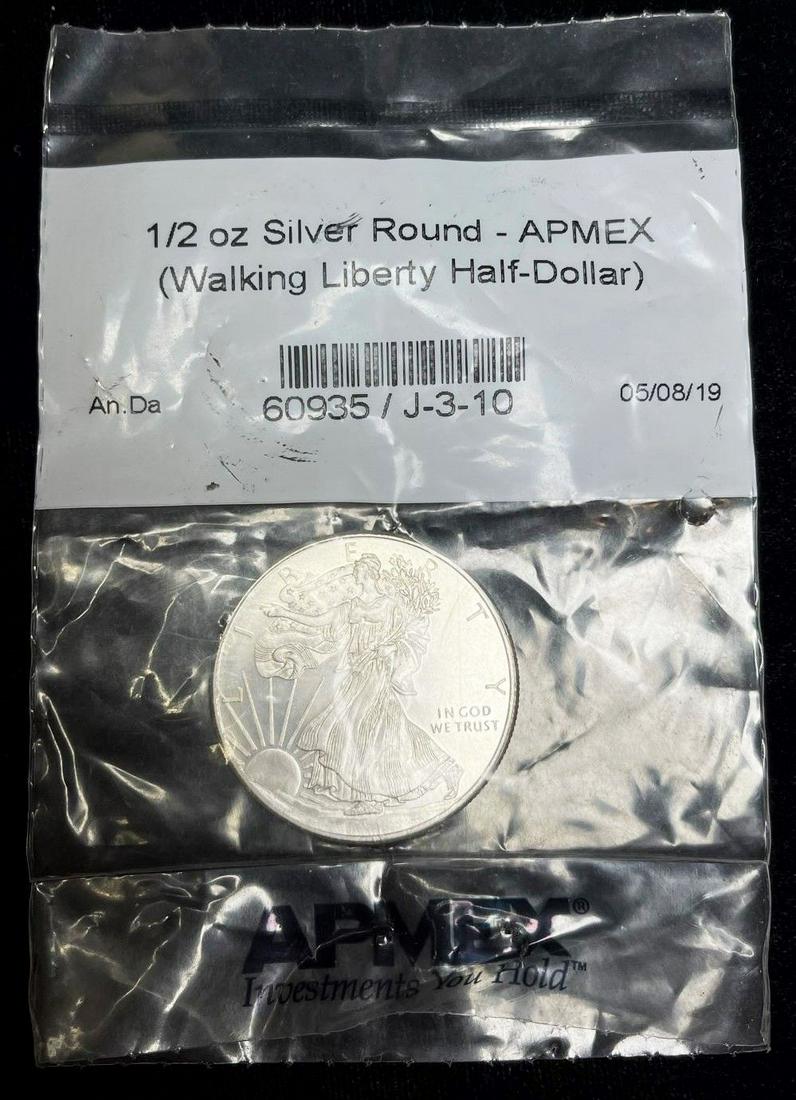 1/2 oz Silver Round - APMEX
(Walking Liberty Half-Dollar)
An.Da
60935 / J-3-10
05/08/19
LIBERTY
IN GOD
WE TRUST
APMEX®
Investments You Hold™